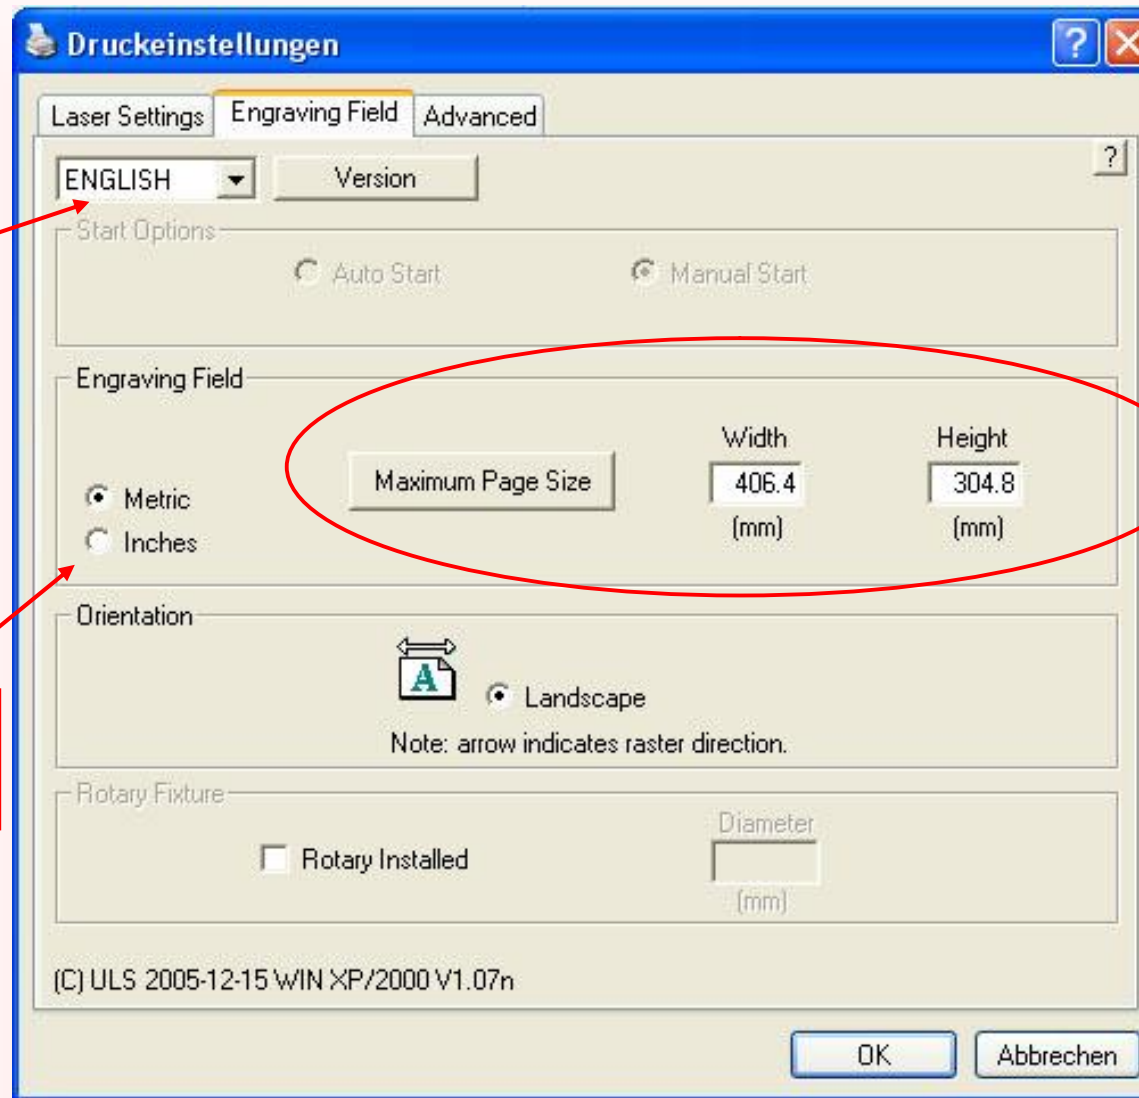 Druckeinstellungen
?
Laser Settings Engraving Field Advanced
?
ENGLISH Version
Start Options
Auto Start Manual Start
Engraving Field
Width Height
Maximum Page Size 406.4 304.8
Metric
(mm) (mm)
Inches
Orientation
A
Landscape
Note: arrow indicates raster direction.
Rotary Fixture
Diameter
Rotary Installed
(mm)
(C) ULS 2005-12-15 WIN XP/2000 V1.07n
OK Abbrechen